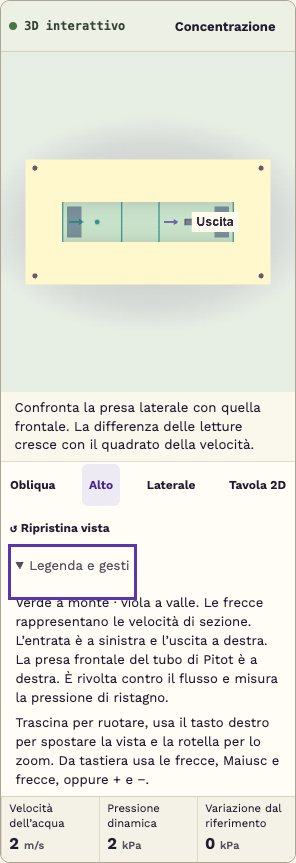 3D interattivo
Concentrazione
Uscita
Confronta la presa laterale con quella
frontale. La differenza delle letture
cresce con il quadrato della velocità.
Obliqua Alto Laterale Tavola 2D
↺ Ripristina vista
▼ Legenda e gesti
Verde a monte · viola a valle. Le frecce
rappresentano le velocità di sezione.
L’entrata è a sinistra e l’uscita a destra.
La presa frontale del tubo di Pitot è a
destra. È rivolta contro il flusso e misura
la pressione di ristagno.
Trascina per ruotare, usa il tasto destro
per spostare la vista e la rotella per lo
zoom. Da tastiera usa le frecce, Maiusc e
frecce, oppure + e −.
Velocità
dell'acqua
2 m/s
Pressione
dinamica
2 kPa
Variazione dal
riferimento
0 kPa